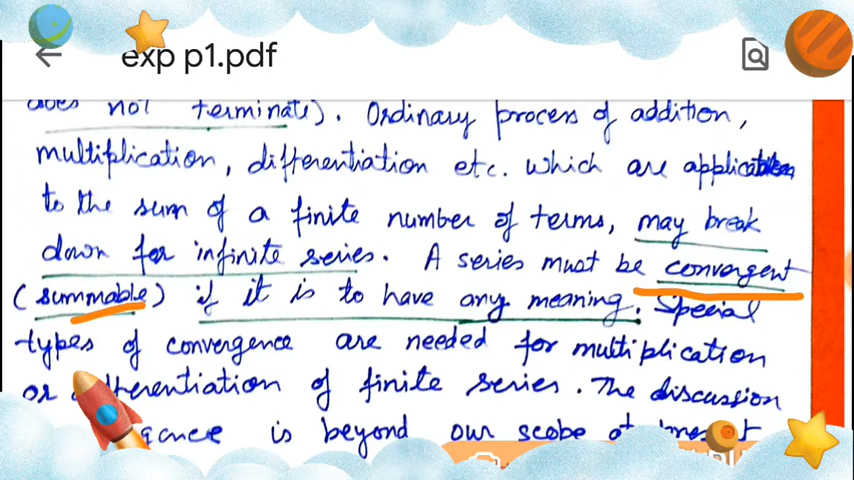 exp p1.pdf
does not terminate). Ordinary process of addition,
multiplication, differentiation etc. which are
to the sum of a finite number of terms, may break
down for infinite series. A series must be convergent
(summable) if it is to have any meaning. Special
types of convergence are needed for multiplication
or differentiation of finite series. The discussion
is beyond our scope at